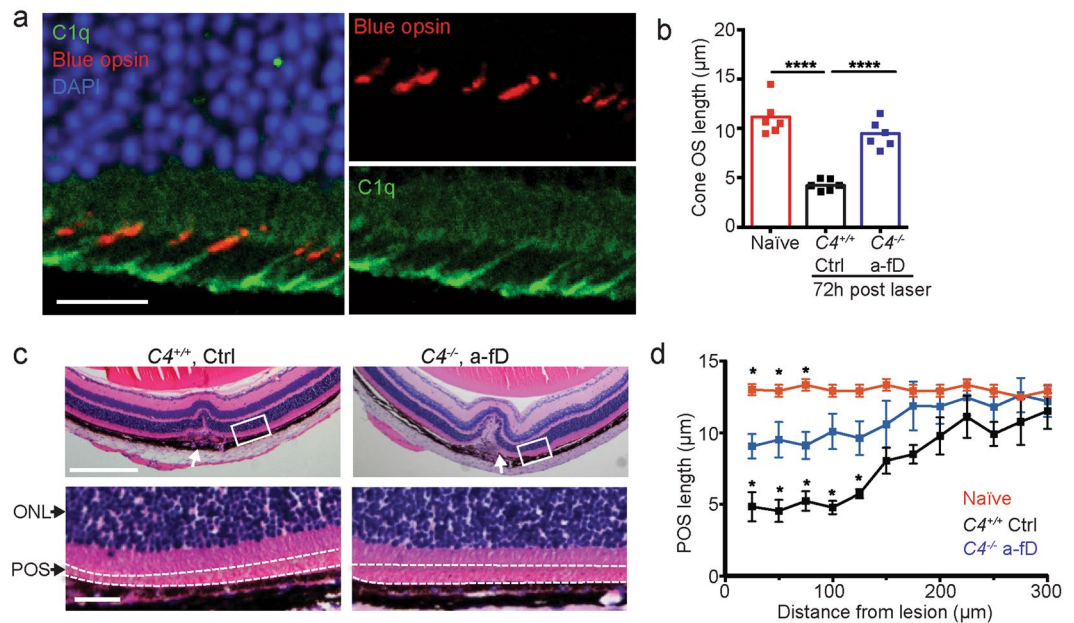 a
C1q
Blue opsin
DAPI
Blue opsin
C1q
b
Cone OS length (µm)
20
15
10
5
0
**** ****
Naïve
C4+/+
Ctrl
C4-/-
a-fD
72h post laser
c
C4+/+, Ctrl
C4-/-, a-fD
ONL
POS
d
POS length (µm)
15
10
5
0
* * *
* * * * *
Naïve
C4+/+ Ctrl
C4-/- a-fD
0 100 200 300
Distance from lesion (µm)